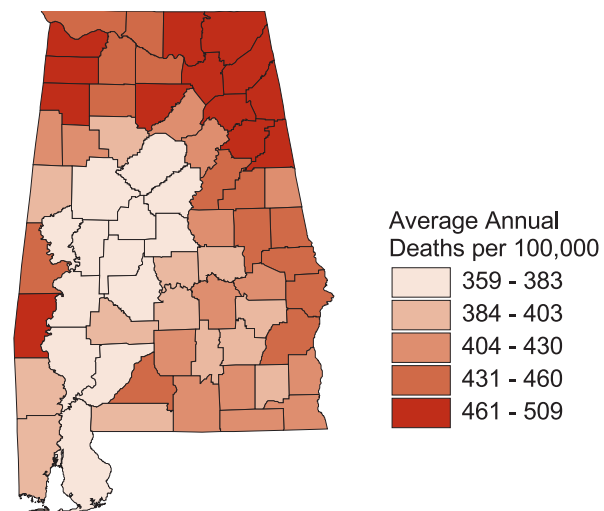 Average Annual
Deaths per 100,000
359 - 383
384 - 403
404 - 430
431 - 460
461 - 509